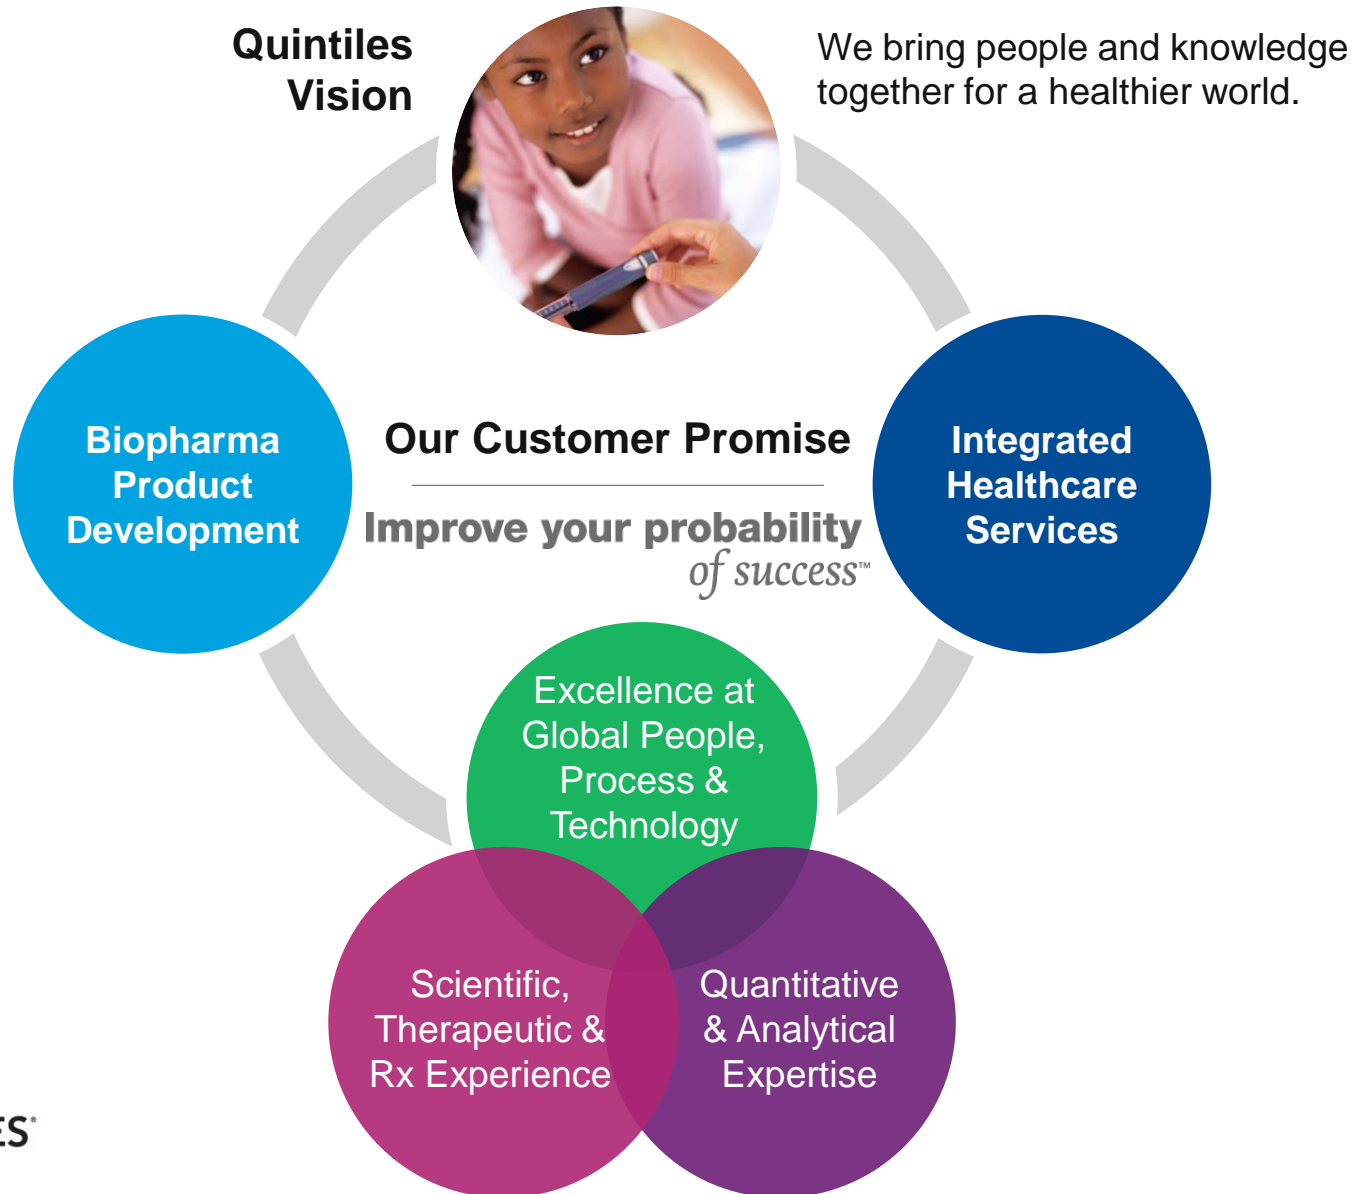 Quintiles
Vision
We bring people and knowledge
together for a healthier world.
Biopharma
Product
Development
Our Customer Promise
Improve your probability
of success™
Integrated
Healthcare
Services
Excellence at
Global People,
Process &
Technology
Scientific,
Therapeutic &
Rx Experience
Quantitative
& Analytical
Expertise
ES®